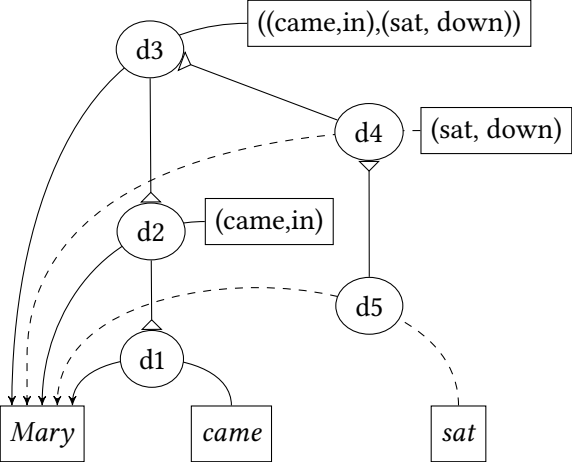 ((came,in),(sat, down))
d3
d4
(sat, down)
d2
(came,in)
d5
d1
Mary
came
sat